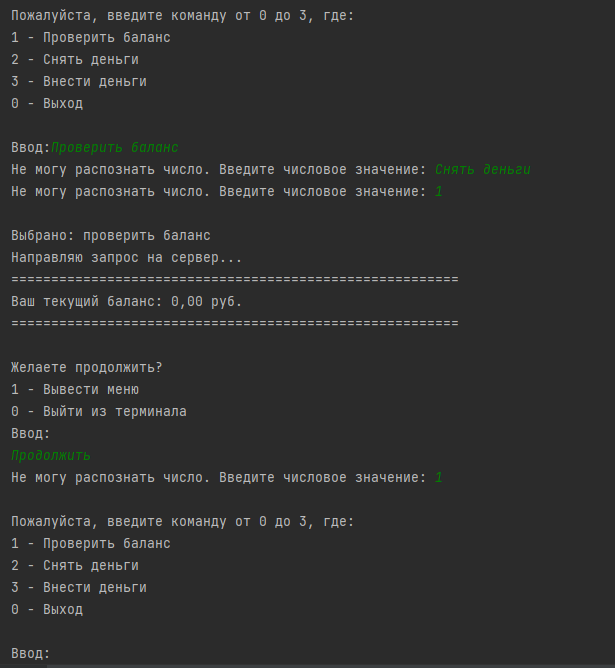 Пожалуйста, введите команду от 0 до 3, где:
1 - Проверить баланс
2 - Снять деньги
3 - Внести деньги
0 - Выход
Ввод:Проверить баланс
Не могу распознать число. Введите числовое значение: Снять деньги
Не могу распознать число. Введите числовое значение: 1
Выбрано: проверить баланс
Направляю запрос на сервер...
========================================================
Ваш текущий баланс: 0,00 руб.
========================================================
Желаете продолжить?
1 - Вывести меню
0 - Выйти из терминала
Ввод:
Продолжить
Не могу распознать число. Введите числовое значение: 1
Пожалуйста, введите команду от 0 до 3, где:
1 - Проверить баланс
2 - Снять деньги
3 - Внести деньги
0 - Выход
Ввод: